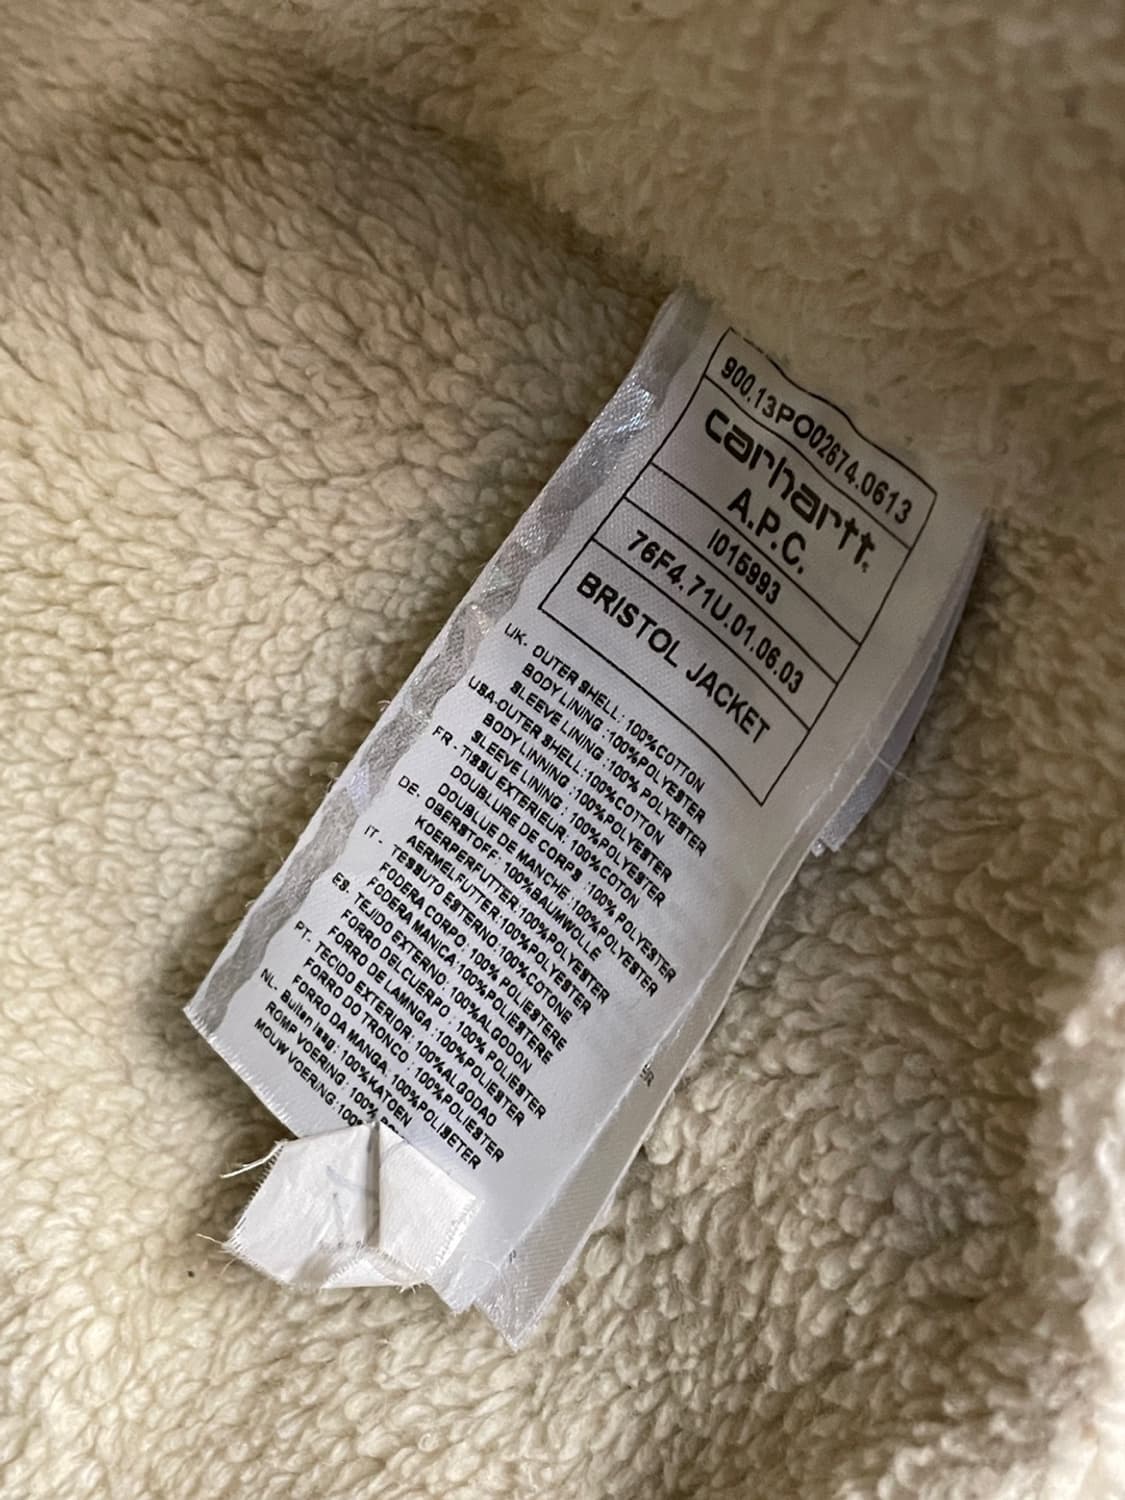 900.13PO02674.0613
carhartt.
A.P.C.
I015993
76F4.71U.01.06.03
BRISTOL JACKET
UK- OUTER SHELL: 100%COTTON
BODY LINING :100%POLYESTER
SLEEVE LINING :100% POLYESTER
USA-OUTER SHELL:100%COTTON
BODY LINNING :100%POLYESTER
SLEEVE LINING : 100%POLYESTER
FR - TISSU EXTERIEUR: 100%COTON
DOUBLURE DE CORPS :100% POLYESTER
DOUBLUE DE MANCHE :100%POLYESTER
DE: OBERSTOFF: 100%BAUMWOLLE
KOERPERFUTTER:100%POLYESTER
AERMELFUTTER:100%POLYESTER
IT - TESSUTO ESTERNO:100%COTONE
FODERA CORPO: 100% POLIESTERE
FODERA MANICA:100%POLIESTERE
ES: TEJIDO EXTERNO: 100%ALGODON
FORRO DELCUERPO : 100% POLIESTER
FORRO DE LAMNGA :100%POLIESTER
PT: TECIDO EXTERIOR: 100%ALGODAO
FORRO DO TRONCO : 100%POLIESTER
FORRO DA MANGA: 100%POLISETER
NL- Buiten laag: 100%KATOEN
ROMP VOERING: 100%
MOUW VOERING:100%